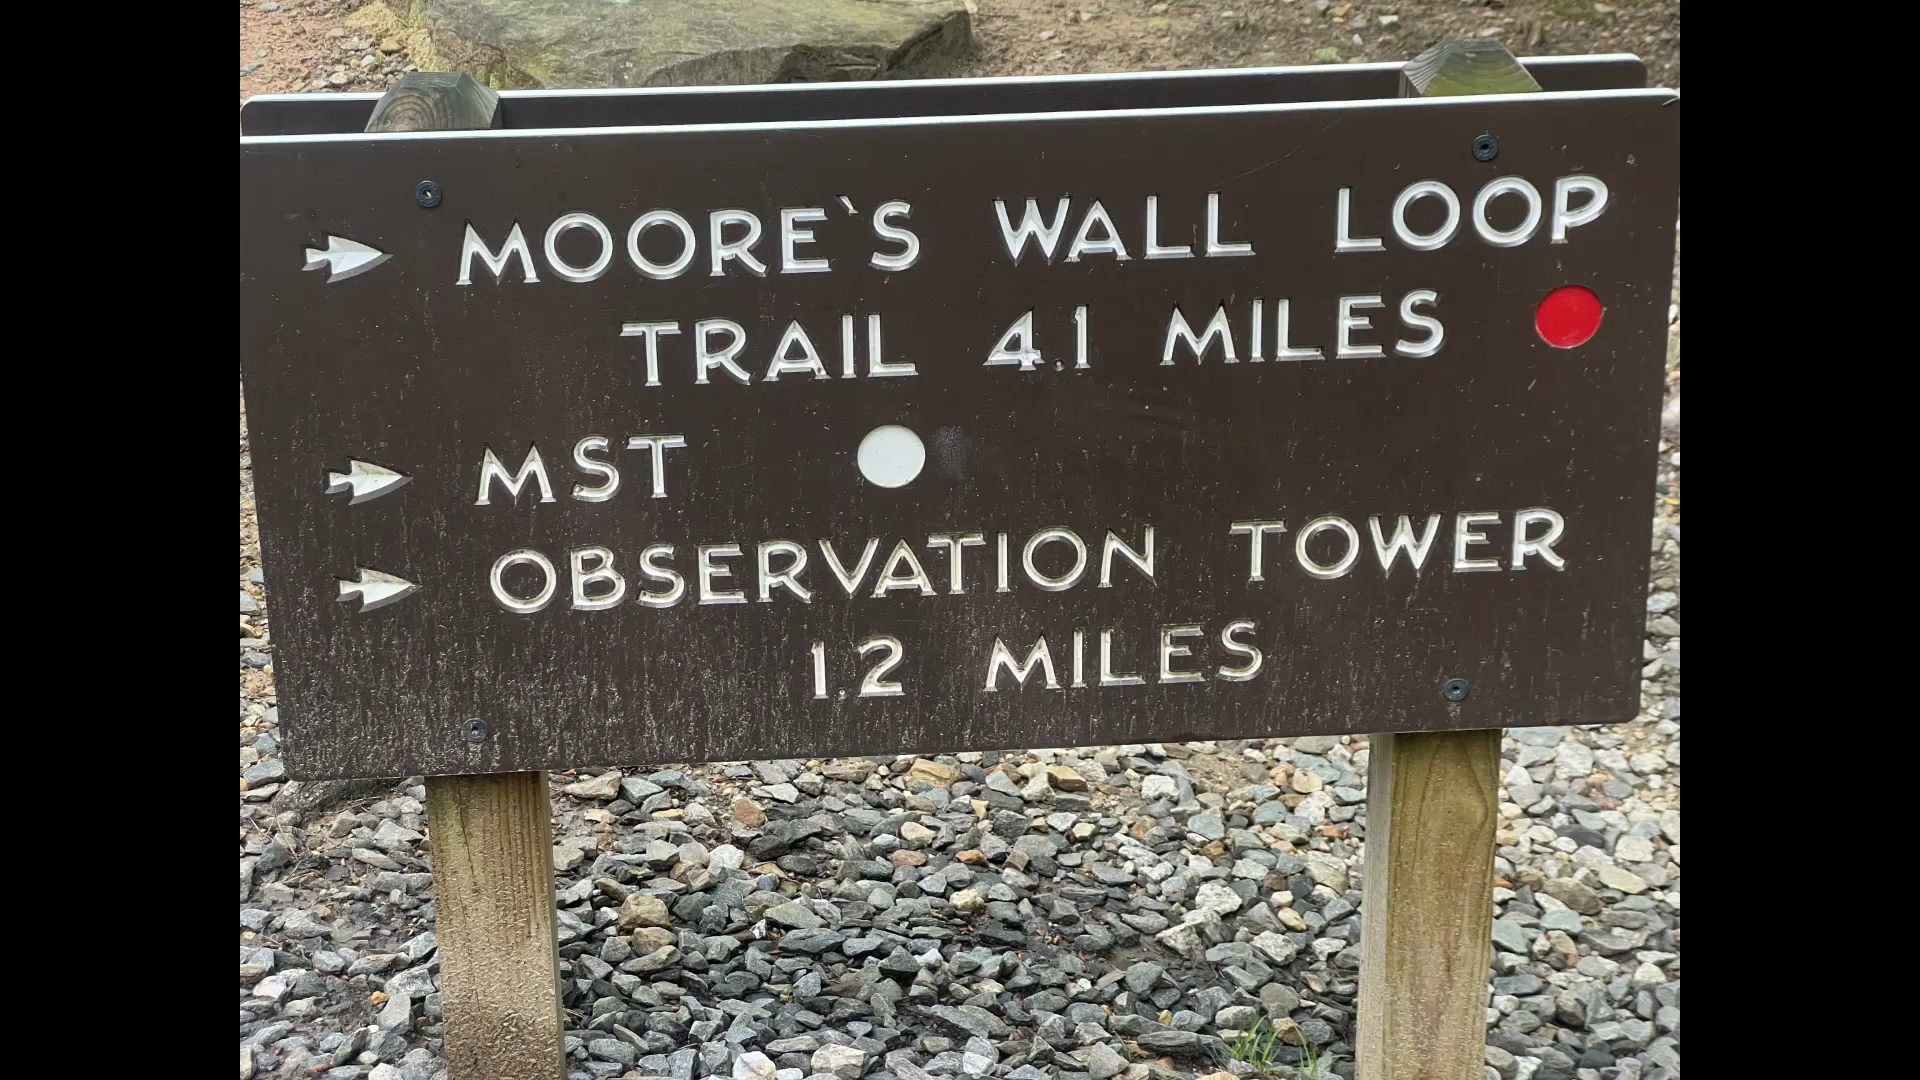 MOORE`S WALL LOOP
TRAIL 4.1 MILES
MST
OBSERVATION TOWER
1.2 MILES